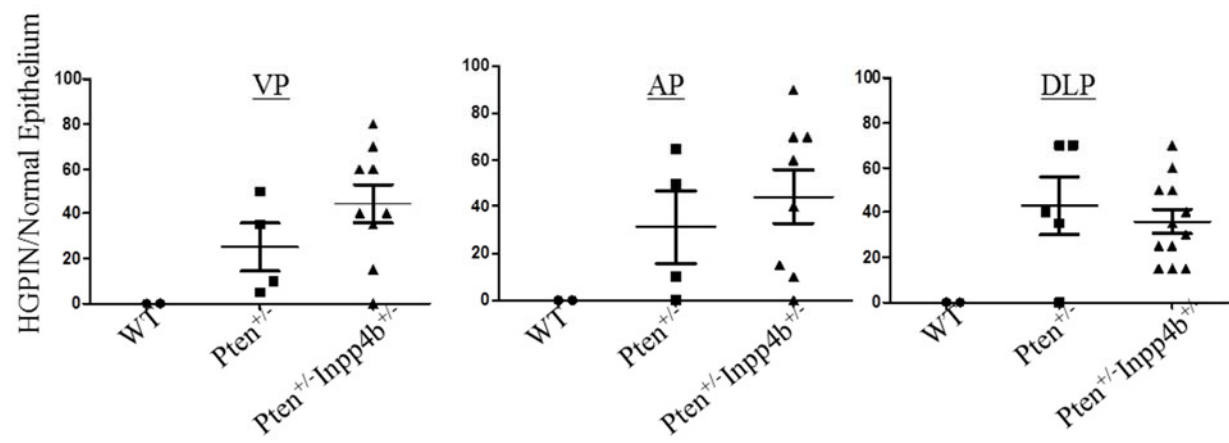 HGPIN/Normal Epithelium
VP
100
80
60
40
20
0
WT
Pten+/-
Pten+/-Inpp4b+/-
AP
100
80
60
40
20
0
WT
Pten+/-
Pten+/-Inpp4b+/-
DLP
100
80
60
40
20
0
WT
Pten+/-
Pten+/-Inpp4b+/-